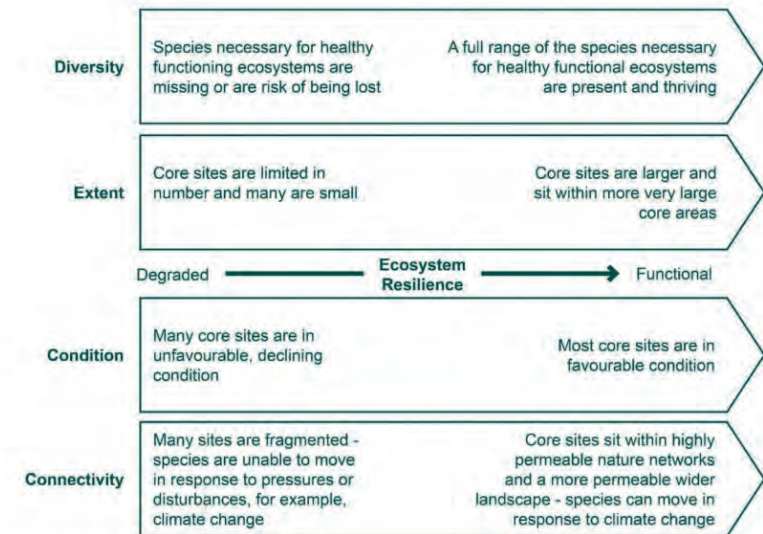 Diversity
Species necessary for healthy
functioning ecosystems are
missing or are risk of being lost
A full range of the species necessary
for healthy functional ecosystems
are present and thriving
Extent
Core sites are limited in
number and many are small
Core sites are larger and
sit within more very large
core areas
Degraded
Ecosystem
Resilience
Functional
Condition
Many core sites are in
unfavourable, declining
condition
Most core sites are in
favourable condition
Connectivity
Many sites are fragmented -
species are unable to move
in response to pressures or
disturbances, for example,
climate change
Core sites sit within highly
permeable nature networks
and a more permeable wider
landscape - species can move in
response to climate change